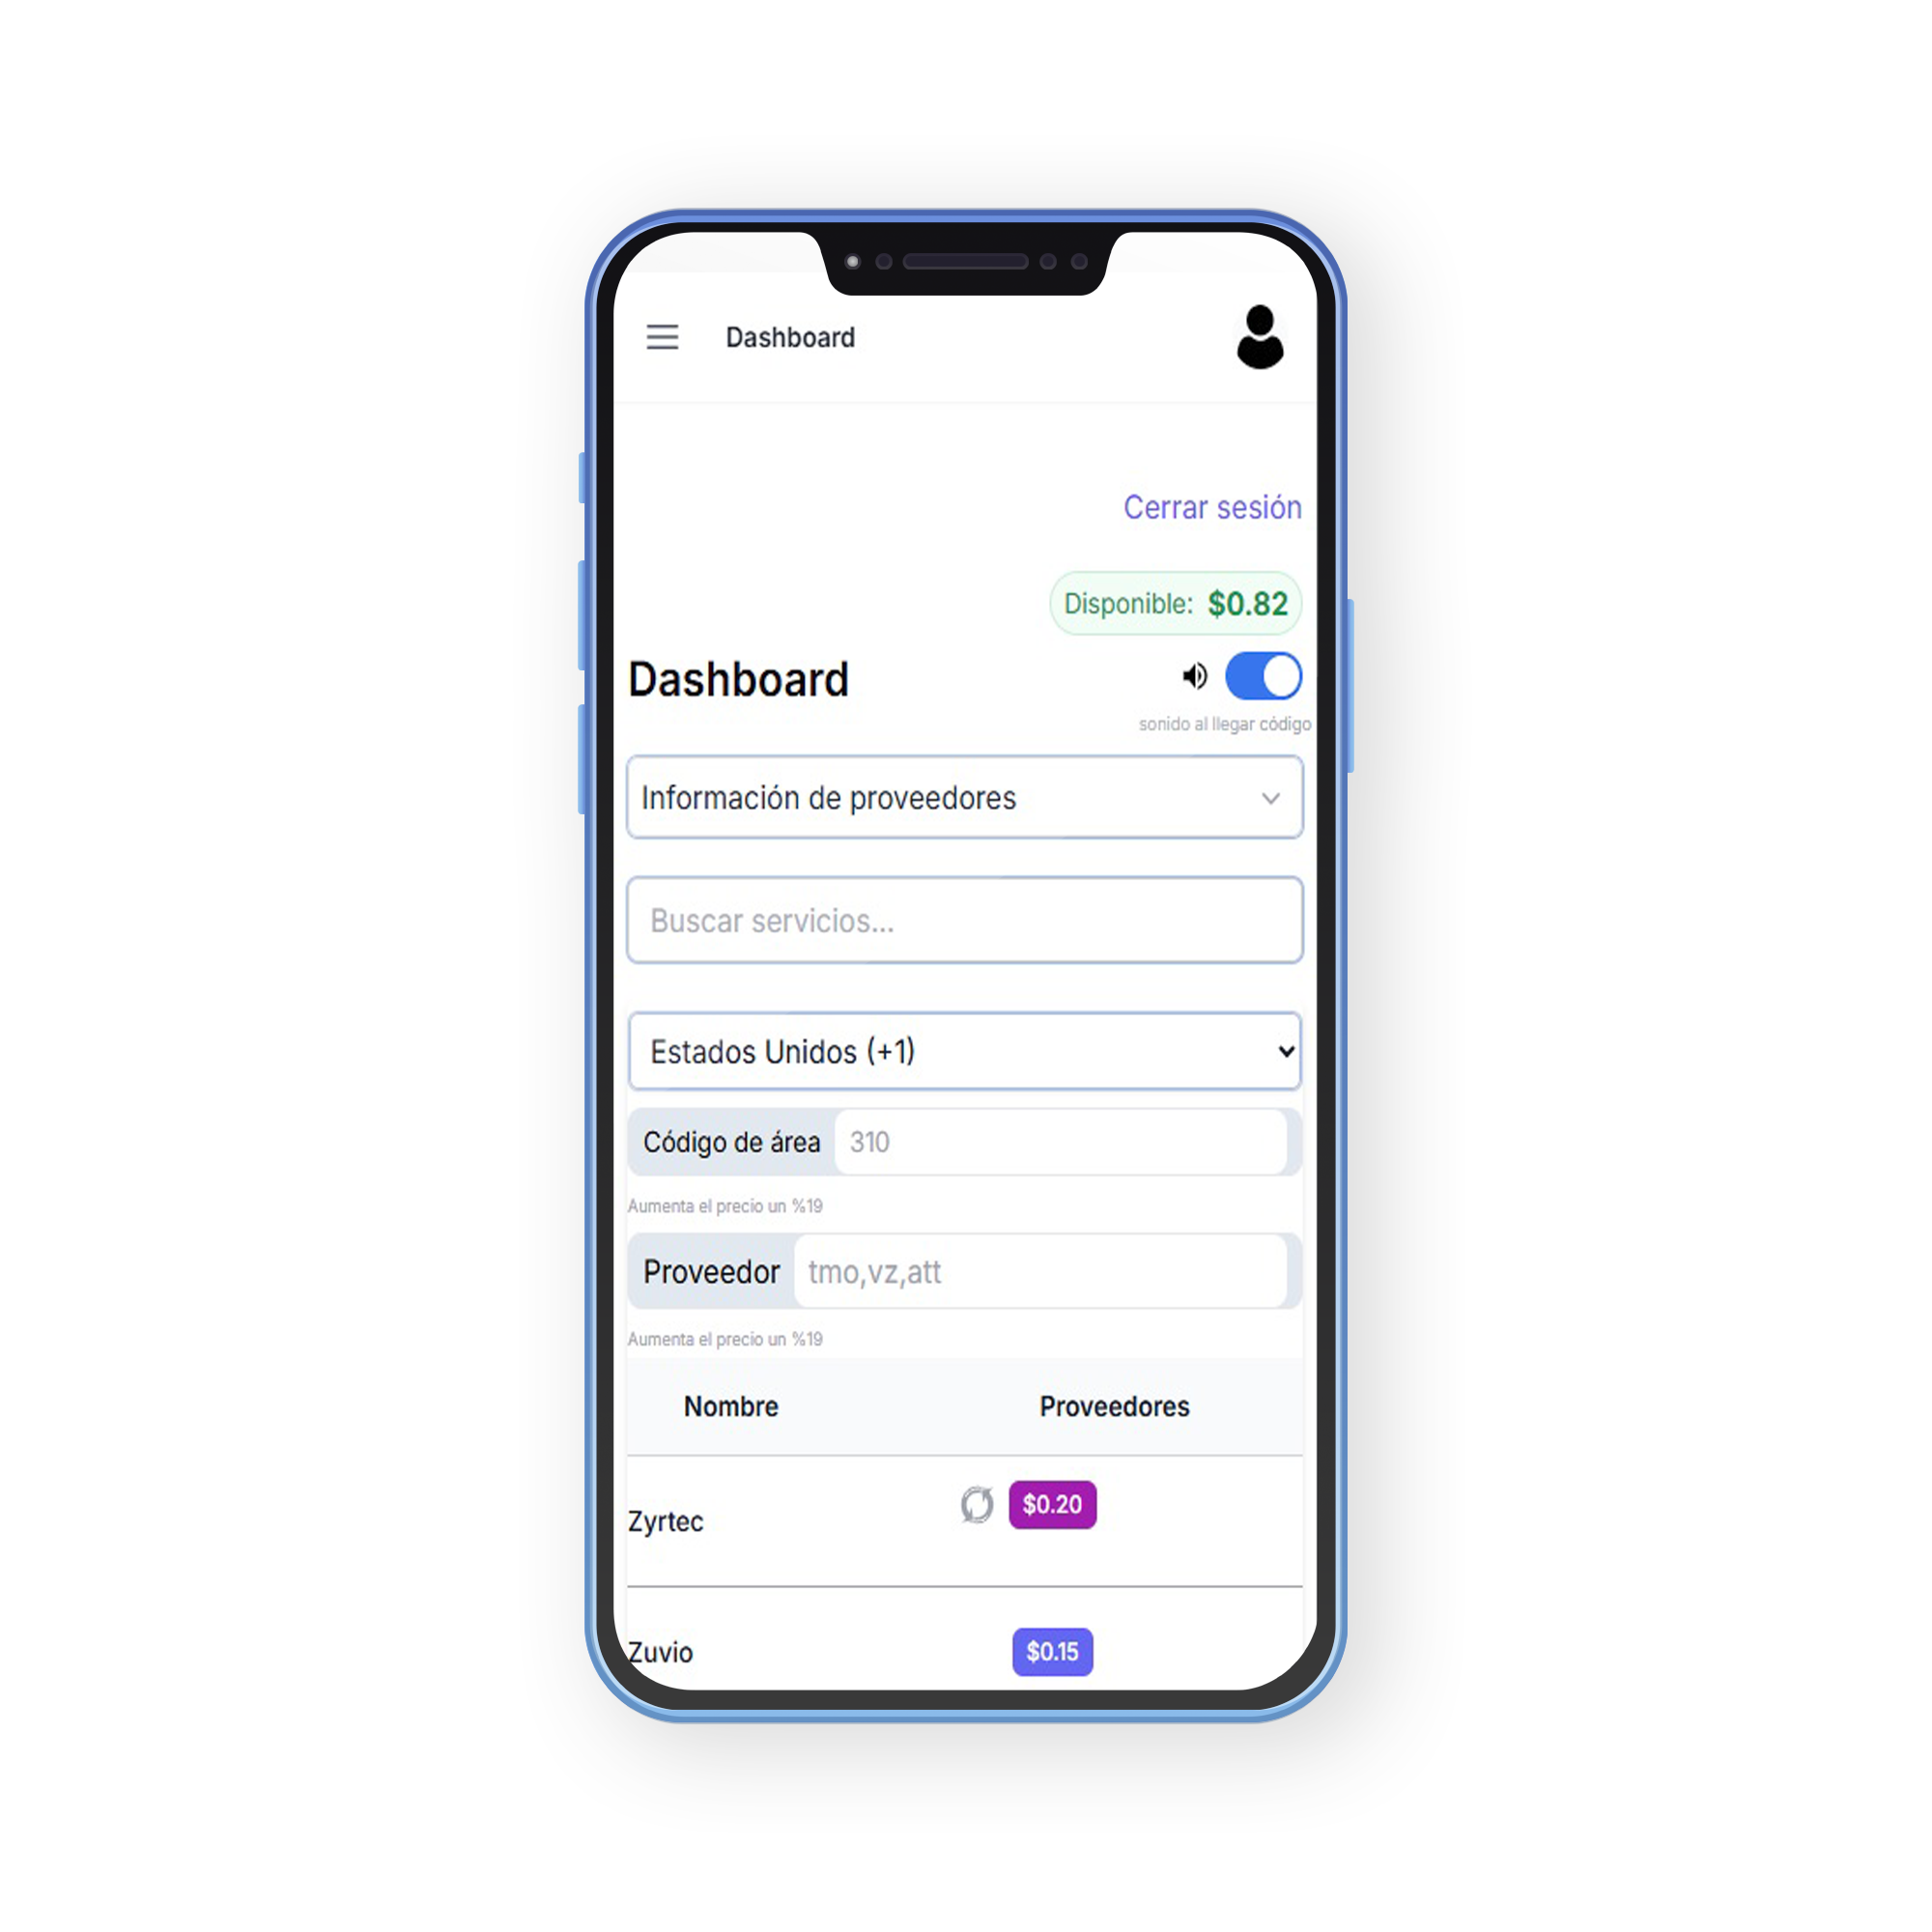 Dashboard
Cerrar sesión
Disponible: $0.82
Dashboard
sonido al llegar código
Información de proveedores
Buscar servicios...
Estados Unidos (+1)
Código de área 310
Aumenta el precio un %19
Proveedor tmo,vz,att
Aumenta el precio un %19
Nombre Proveedores
Zyrtec $0.20
Zuvio $0.15